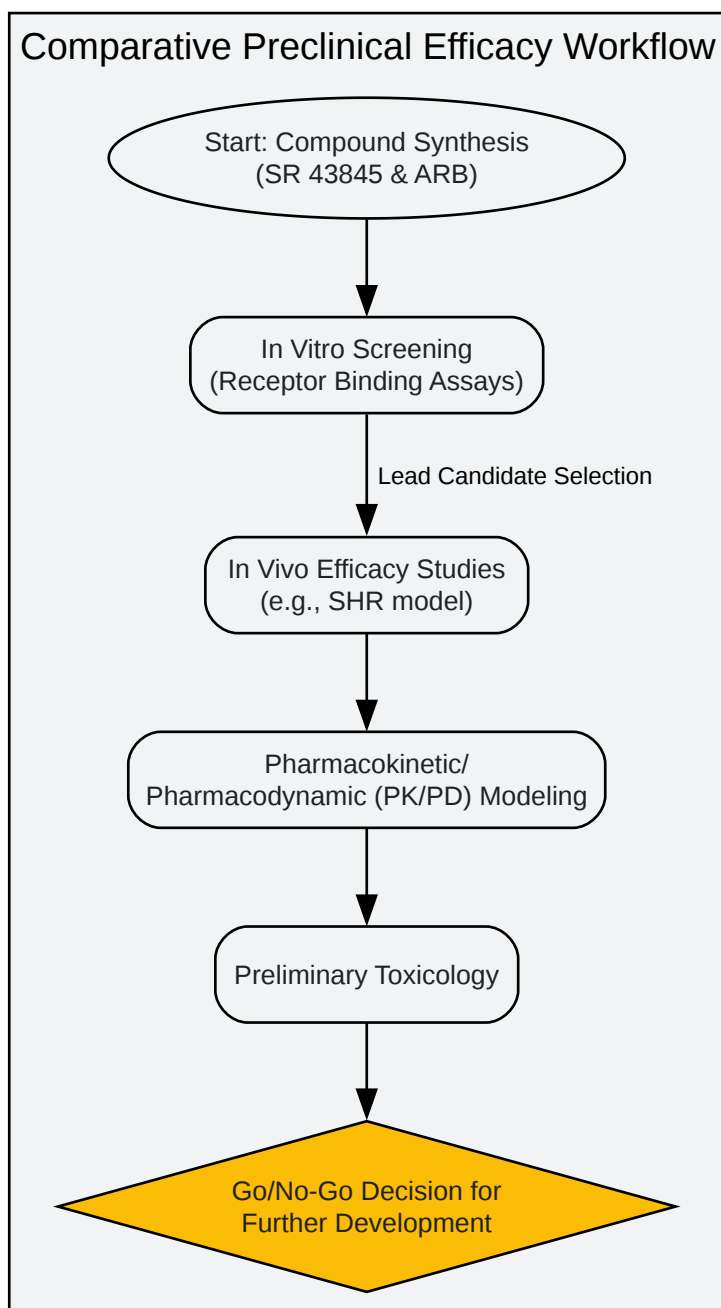 Comparative Preclinical Efficacy Workflow
Start: Compound Synthesis
(SR 43845 & ARB)
In Vitro Screening
(Receptor Binding Assays)
Lead Candidate Selection
In Vivo Efficacy Studies
(e.g., SHR model)
Pharmacokinetic/
Pharmacodynamic (PK/PD) Modeling
Preliminary Toxicology
Go/No-Go Decision for
Further Development